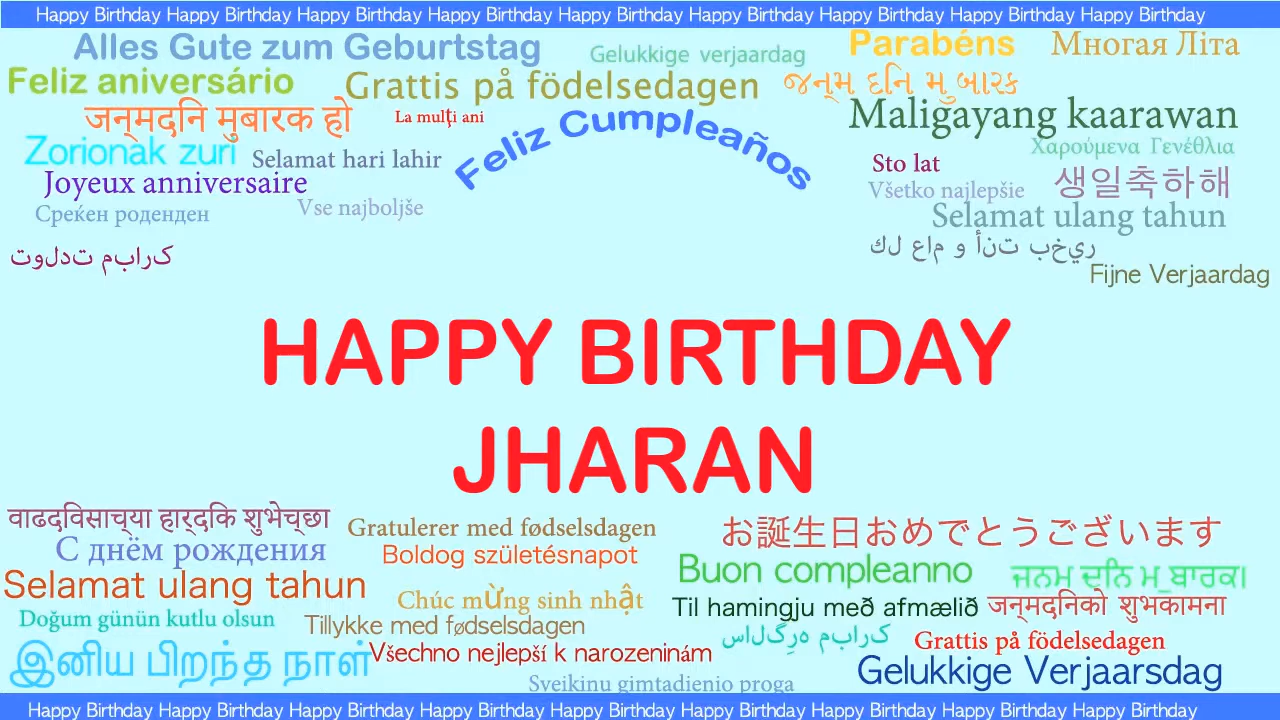 Happy Birthday Happy Birthday Happy Birthday Happy Birthday Happy Birthday Happy Birthday Happy Birthday Happy Birthday Happy Birthday
Alles Gute zum Geburtstag
Gelukkige verjaardag
Parabéns
Многая Літа
Feliz aniversário
Grattis på födelsedagen
જન્મ દિન મુબારક
जन्मदिन मुबारक हो
La mulţi ani
Feliz Cumpleaños
Maligayang kaarawan
Zorionak zuri
Selamat hari lahir
Χαρούμενα Γενέθλια
Sto lat
Joyeux anniversaire
Všetko najlepšie
생일축하해
Среќен роденден
Vse najboljše
Selamat ulang tahun
تولدت مبارک
كل عام و أنت بخير
Fijne Verjaardag
HAPPY BIRTHDAY
JHARAN
वाढदिवसाच्या हार्दिक शुभेच्छा
Gratulerer med fødselsdagen
お誕生日おめでとうございます
С днём рождения
Boldog születésnapot
Buon compleanno
ਜਨਮ ਦਿਨ ਮੁਬਾਰਕ।
Selamat ulang tahun
Chúc mừng sinh nhật
Til hamingju með afmælið
जन्मदिनको शुभकामना
Doğum günün kutlu olsun
Tillykke med fødselsdagen
سالگرہ مبارک
Grattis på födelsedagen
இனிய பிறந்த நாள்
Všechno nejlepší k narozeninám
Gelukkige Verjaarsdag
Sveikinu gimtadienio proga
Happy Birthday Happy Birthday Happy Birthday Happy Birthday Happy Birthday Happy Birthday Happy Birthday Happy Birthday Happy Birthday